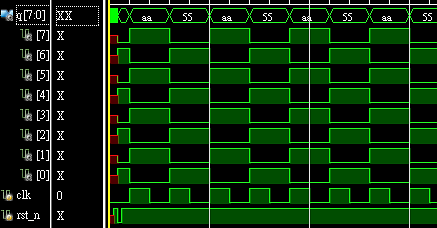 q[7:0] XX aa 55 aa 55 aa 55 aa
[7] X
[6] X
[5] X
[4] X
[3] X
[2] X
[1] X
[0] X
clk 0
rst_n X